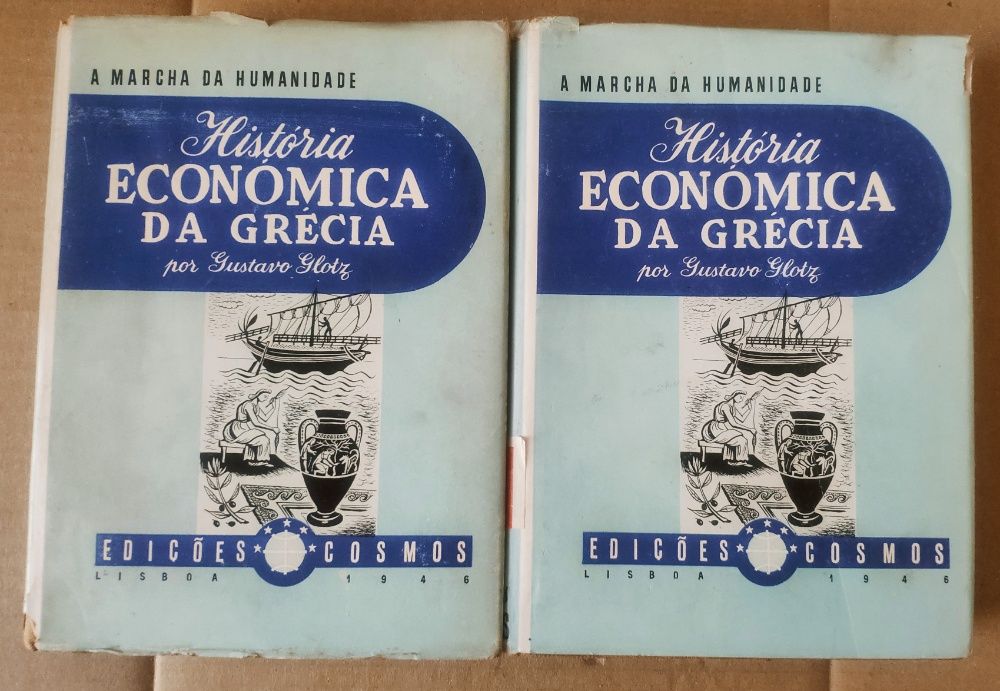 A MARCHA DA HUMANIDADE
História
ECONÓMICA
DA GRÉCIA
por Gustavo Glotz
EDIÇÕES COSMOS
LISBOA 1946
A MARCHA DA HUMANIDADE
História
ECONÓMICA
DA GRÉCIA
por Gustavo Glotz
EDIÇÕES COSMOS
LISBOA 1946